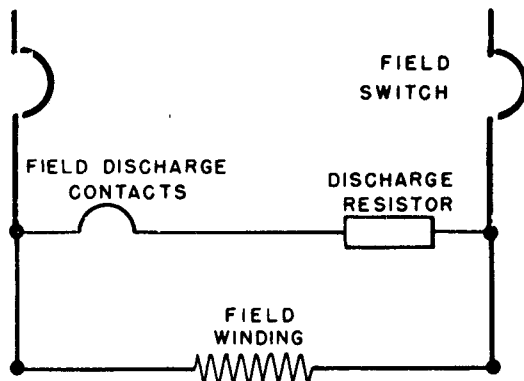 FIELD
SWITCH
FIELD DISCHARGE
CONTACTS
DISCHARGE
RESISTOR
FIELD
WINDING